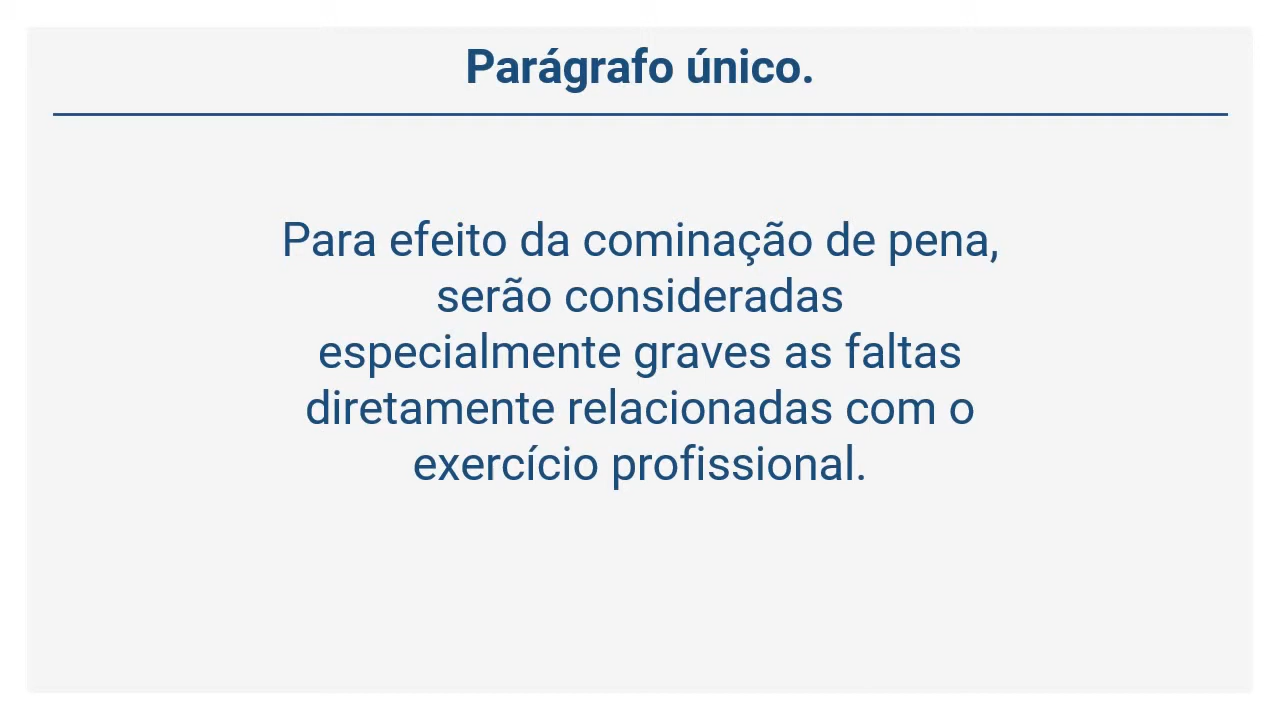 Parágrafo único.
Para efeito da cominação de pena,
serão consideradas
especialmente graves as faltas
diretamente relacionadas com o
exercício profissional.